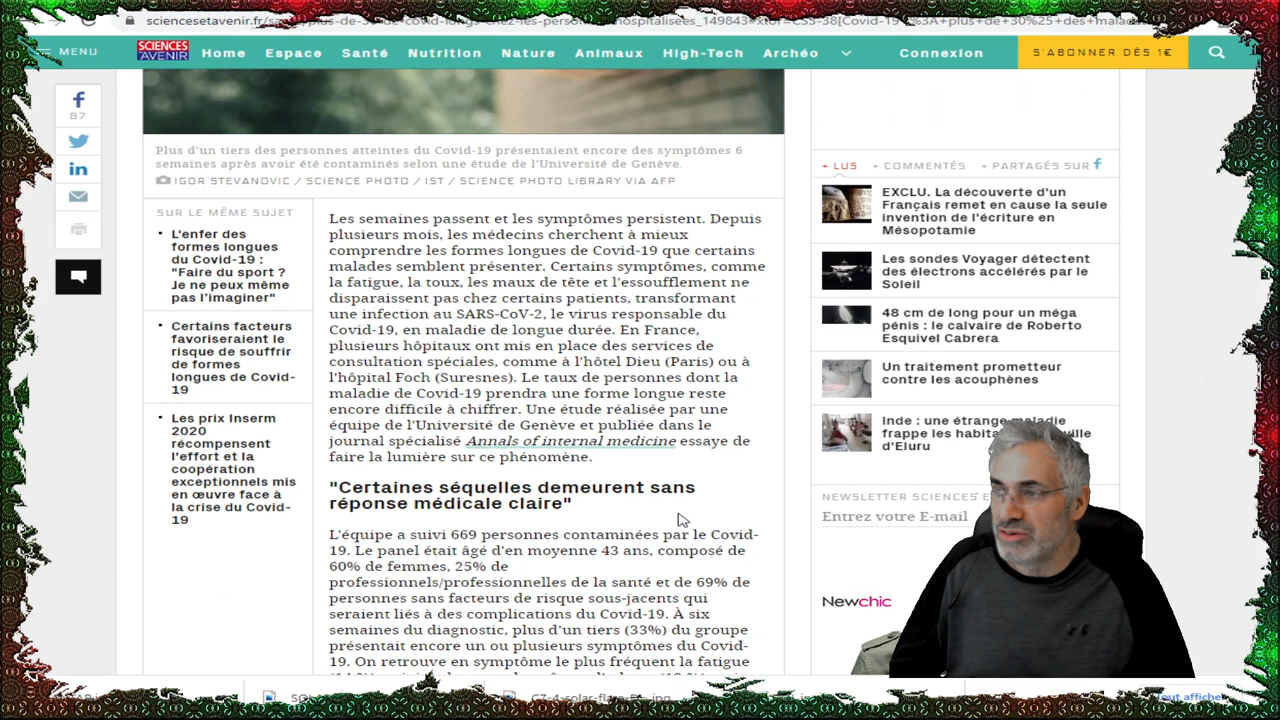 sciencesetavenir.fr/sa
plus-de-3
de-covid-longs-chez-les-person
hospitalisees_149843#xtor=CS5-38[Covid-19
MENU
SCIENCES AVENIR
Home Espace Santé Nutrition Nature Animaux High-Tech Archéo
Connexion
S'ABONNER DÈS 1€
87
Plus d'un tiers des personnes atteintes du Covid-19 présentaient encore des symptômes 6
semaines après avoir été contaminés selon une étude de l'Université de Genève.
IGOR STEVANOVIC / SCIENCE PHOTO / IST / SCIENCE PHOTO LIBRARY VIA AFP
SUR LE MÊME SUJET
L'enfer des
formes longues
du Covid-19 :
"Faire du sport ?
Je ne peux même
pas l'imaginer"
Certains facteurs
favoriseraient le
risque de souffrir
de formes
longues de Covid-
19
Les prix Inserm
2020
récompensent
l'effort et la
coopération
exceptionnels mis
en œuvre face à
la crise du Covid-
19
Les semaines passent et les symptômes persistent. Depuis
plusieurs mois, les médecins cherchent à mieux
comprendre les formes longues de Covid-19 que certains
malades semblent présenter. Certains symptômes, comme
la fatigue, la toux, les maux de tête et l'essoufflement ne
disparaissent pas chez certains patients, transformant
une infection au SARS-CoV-2, le virus responsable du
Covid-19, en maladie de longue durée. En France,
plusieurs hôpitaux ont mis en place des services de
consultation spéciales, comme à l'hôtel Dieu (Paris) ou à
l'hôpital Foch (Suresnes). Le taux de personnes dont la
maladie de Covid-19 prendra une forme longue reste
encore difficile à chiffrer. Une étude réalisée par une
équipe de l'Université de Genève et publiée dans le
journal spécialisé Annals of internal medicine essaye de
faire la lumière sur ce phénomène.
"Certaines séquelles demeurent sans
réponse médicale claire"
L'équipe a suivi 669 personnes contaminées par le Covid-
19. Le panel était âgé d'en moyenne 43 ans, composé de
60% de femmes, 25% de
professionnels/professionnelles de la santé et de 69% de
personnes sans facteurs de risque sous-jacents qui
seraient liés à des complications du Covid-19. À six
semaines du diagnostic, plus d'un tiers (33%) du groupe
présentait encore un ou plusieurs symptômes du Covid-
19. On retrouve en symptôme le plus fréquent la fatigue
+ LUS + COMMENTÉS + PARTAGÉS SUR
EXCLU. La découverte d'un
Français remet en cause la seule
invention de l'écriture en
Mésopotamie
Les sondes Voyager détectent
des électrons accélérés par le
Soleil
48 cm de long pour un méga
pénis : le calvaire de Roberto
Esquivel Cabrera
Un traitement prometteur
contre les acouphènes
Inde : une étrange maladie
frappe les habita ville
d'Eluru
NEWSLETTER SCIENCES E
Entrez votre E-mail
Newchic
CZ-4-solar-flare-E
.jpg
tout affiche